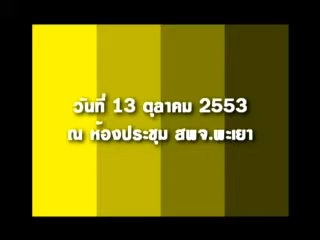 วันที่ 13 ตุลาคม 2553
ณ ห้องประชุม สพจ.พะเยา